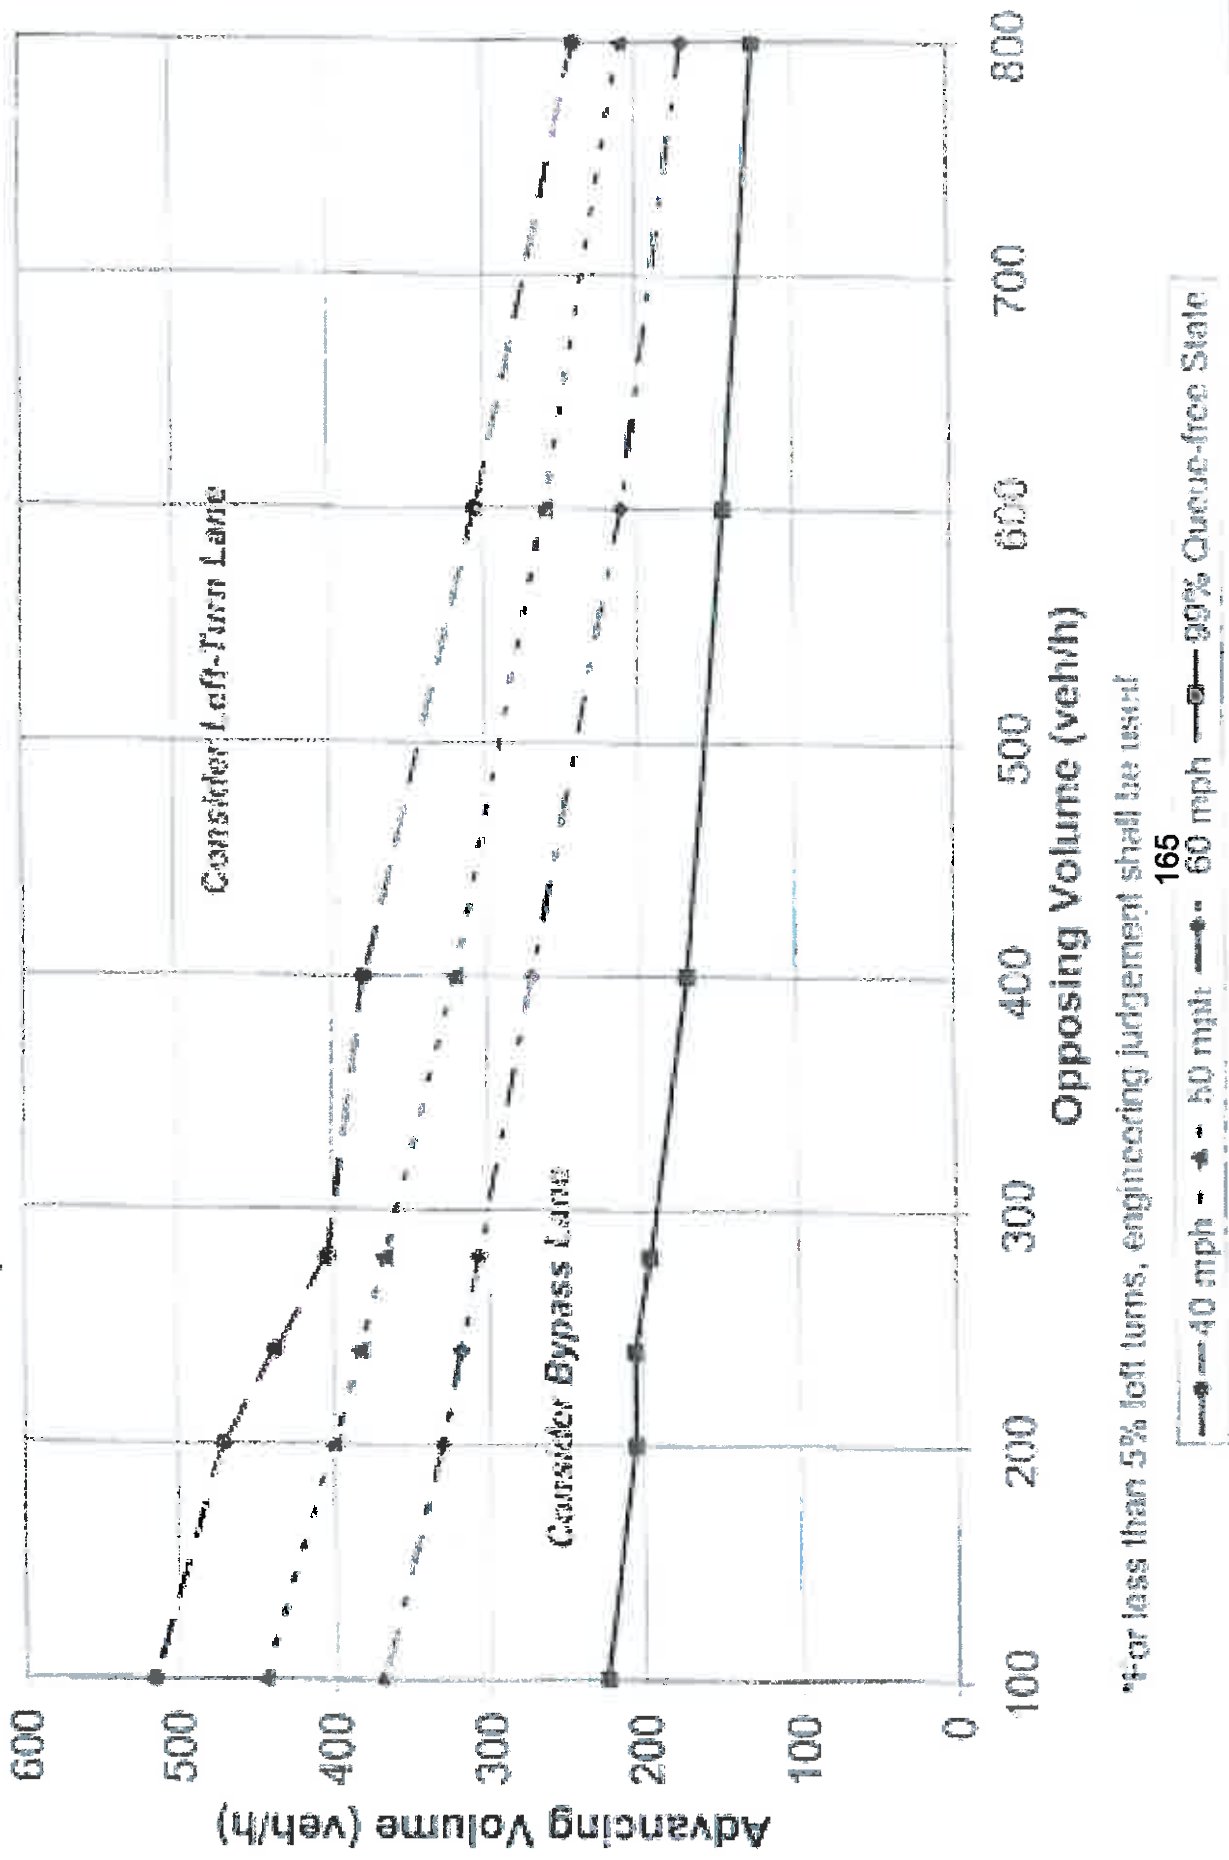 Advancing Volume (veh/h)
600
500
400
300
200
100
0
Consider Left-Turn Lane
Consider Bypass Lane
100
200
300
400
500
600
700
800
Opposing Volume (veh/h)
*For less than 5% left turns, engineering judgement shall be used
165
40 mph
50 mph
60 mph
99% Queue-free State